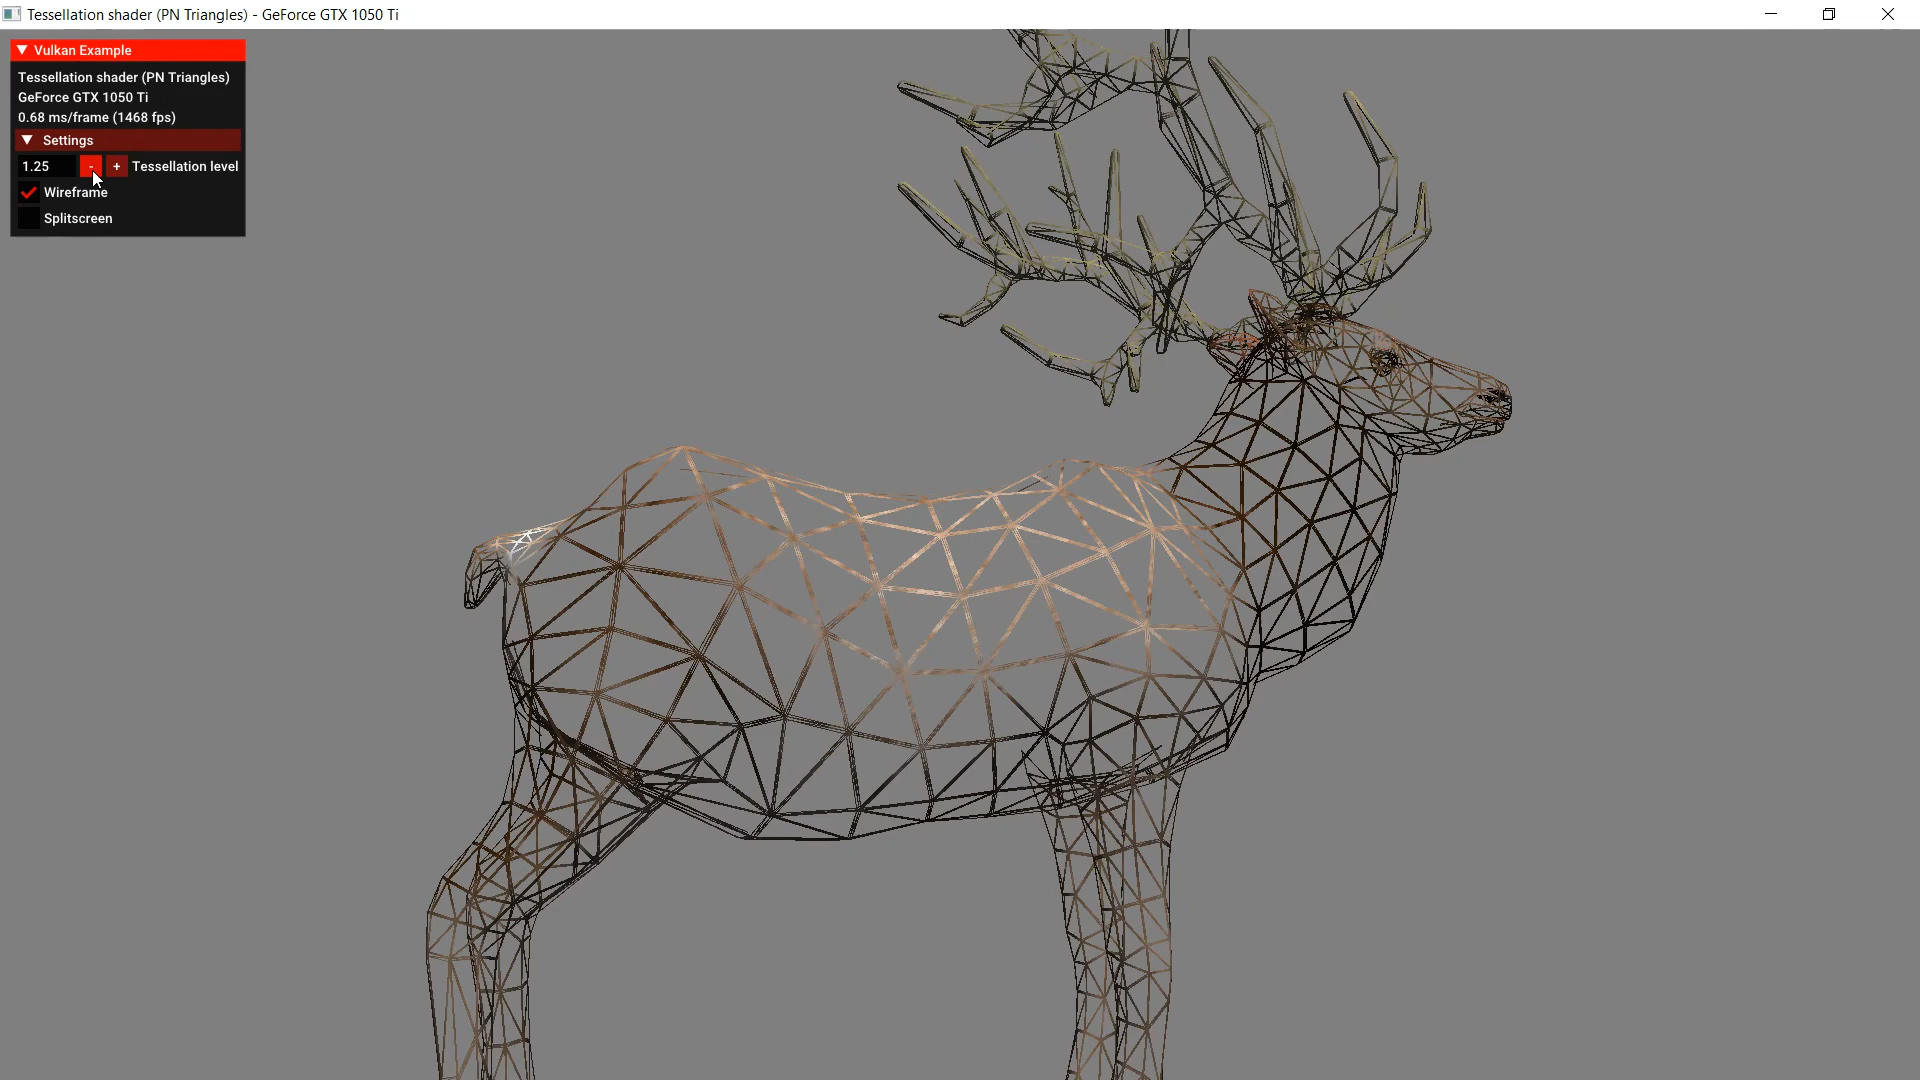 Tessellation shader (PN Triangles) - GeForce GTX 1050 Ti
Vulkan Example
Tessellation shader (PN Triangles)
GeForce GTX 1050 Ti
0.68 ms/frame (1468 fps)
Settings
1.25 - + Tessellation level
Wireframe
Splitscreen